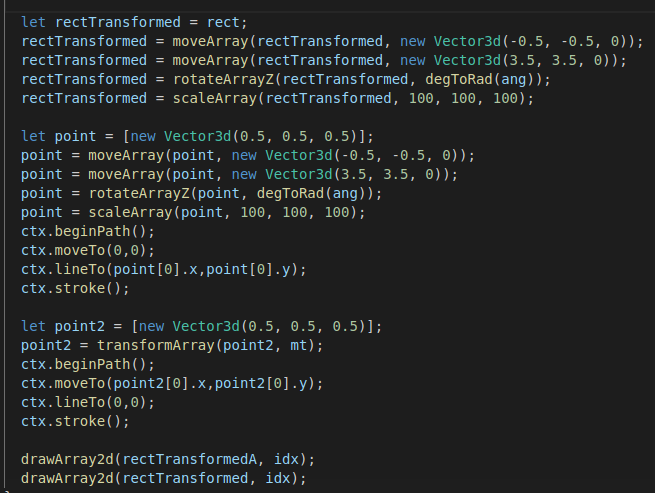 let rectTransformed = rect;
rectTransformed = moveArray(rectTransformed, new Vector3d(-0.5, -0.5, 0));
rectTransformed = moveArray(rectTransformed, new Vector3d(3.5, 3.5, 0));
rectTransformed = rotateArrayZ(rectTransformed, degToRad(ang));
rectTransformed = scaleArray(rectTransformed, 100, 100, 100);
let point = [new Vector3d(0.5, 0.5, 0.5)];
point = moveArray(point, new Vector3d(-0.5, -0.5, 0));
point = moveArray(point, new Vector3d(3.5, 3.5, 0));
point = rotateArrayZ(point, degToRad(ang));
point = scaleArray(point, 100, 100, 100);
ctx.beginPath();
ctx.moveTo(0,0);
ctx.lineTo(point[0].x,point[0].y);
ctx.stroke();
let point2 = [new Vector3d(0.5, 0.5, 0.5)];
point2 = transformArray(point2, mt);
ctx.beginPath();
ctx.moveTo(point2[0].x,point2[0].y);
ctx.lineTo(0,0);
ctx.stroke();
drawArray2d(rectTransformedA, idx);
drawArray2d(rectTransformed, idx);